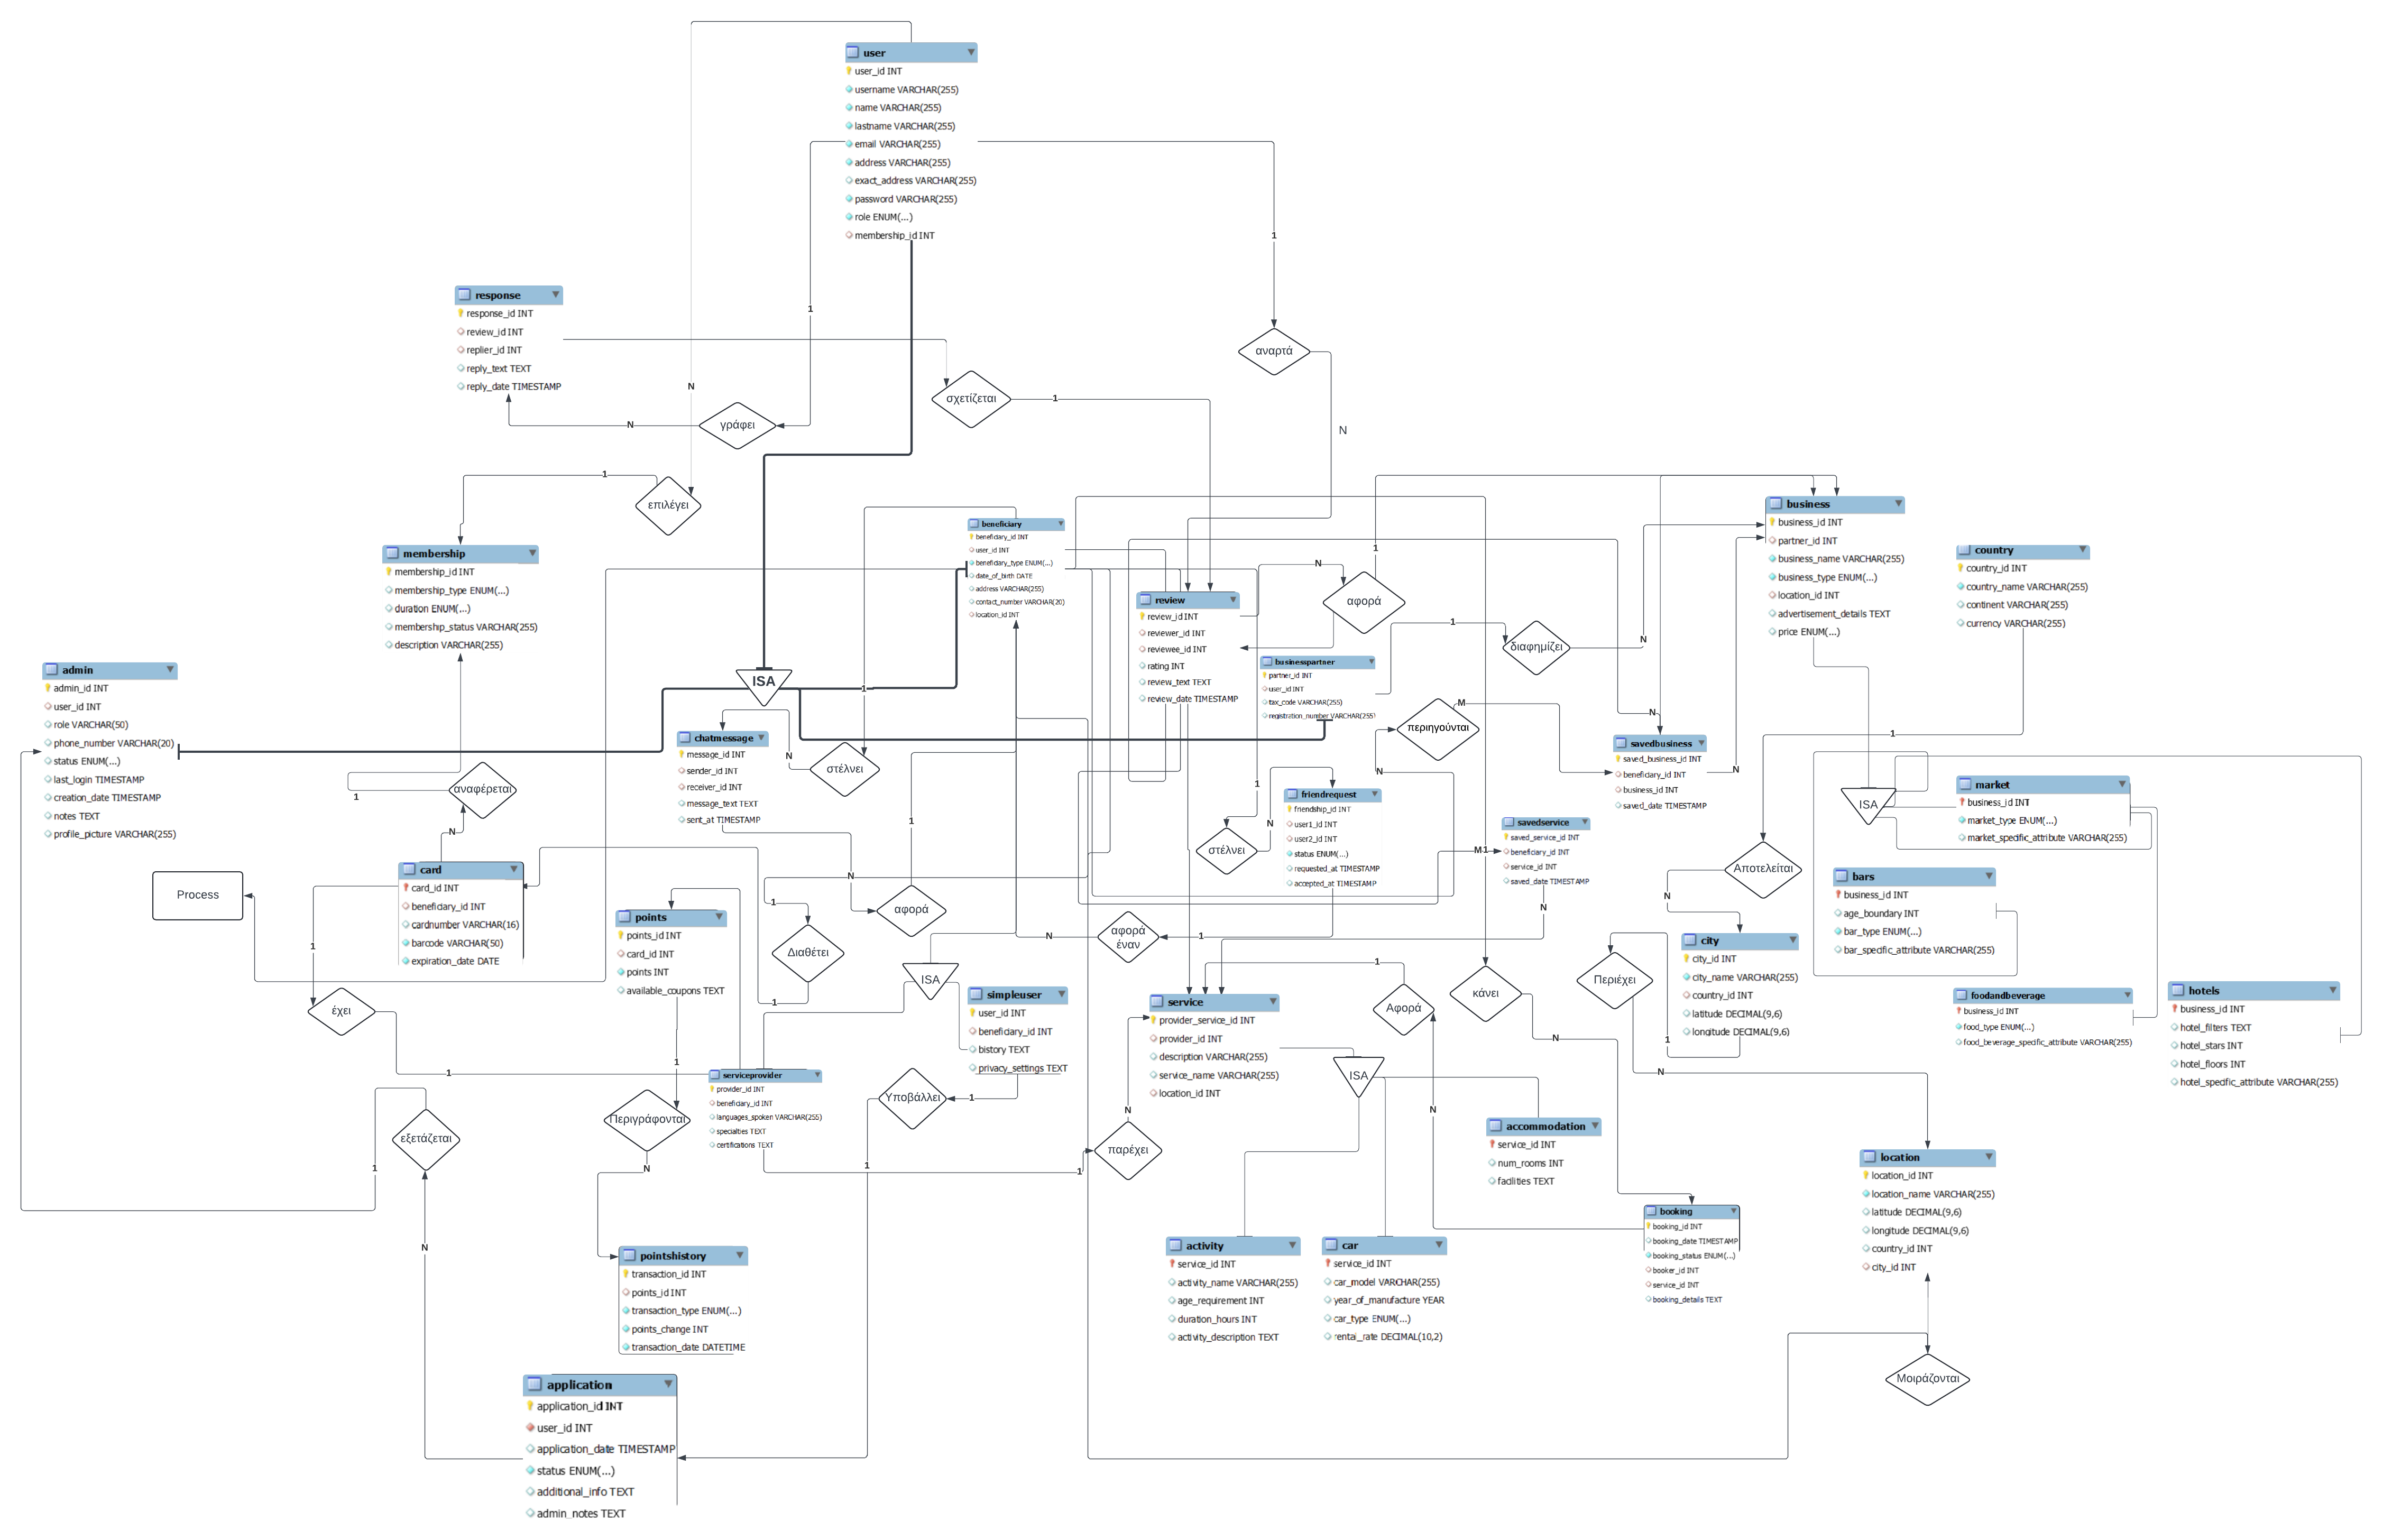 user
user_id INT
username VARCHAR(255)
name VARCHAR(255)
lastname VARCHAR(255)
email VARCHAR(255)
address VARCHAR(255)
exact_address VARCHAR(255)
password VARCHAR(255)
role ENUM(...)
membership_id INT
1
1
N
response
response_id INT
review_id INT
replier_id INT
reply_text TEXT
reply_date TIMESTAMP
αναρτά
σχετίζεται
1
γράφει
N
N
επιλέγει
1
membership
membership_id INT
membership_type ENUM(...)
duration ENUM(...)
membership_status VARCHAR(255)
description VARCHAR(255)
beneficiary
beneficiary_id INT
user_id INT
beneficiary_type ENUM(...)
date_of_birth DATE
address VARCHAR(255)
contact_number VARCHAR(20)
location_id INT
review
review_id INT
reviewer_id INT
reviewee_id INT
rating INT
review_text TEXT
review_date TIMESTAMP
N
1
αφορά
businesspartner
partner_id INT
user_id INT
tax_code VARCHAR(255)
registration_number VARCHAR(255)
1
διαφημίζει
N
business
business_id INT
partner_id INT
business_name VARCHAR(255)
business_type ENUM(...)
location_id INT
advertisement_details TEXT
price ENUM(...)
country
country_id INT
country_name VARCHAR(255)
continent VARCHAR(255)
currency VARCHAR(255)
admin
admin_id INT
user_id INT
role VARCHAR(50)
phone_number VARCHAR(20)
status ENUM(...)
last_login TIMESTAMP
creation_date TIMESTAMP
notes TEXT
profile_picture VARCHAR(255)
ISA
1
chatmessage
message_id INT
sender_id INT
receiver_id INT
message_text TEXT
sent_at TIMESTAMP
N
στέλνει
περιηγούνται
M
N
N
savedbusiness
saved_business_id INT
beneficiary_id INT
business_id INT
saved_date TIMESTAMP
N
1
αναφέρεται
1
N
1
1
στέλνει
N
friendrequest
friendship_id INT
user1_id INT
user2_id INT
status ENUM(...)
requested_at TIMESTAMP
accepted_at TIMESTAMP
savedservice
saved_service_id INT
beneficiary_id INT
service_id INT
saved_date TIMESTAMP
M
1
N
ISA
market
business_id INT
market_type ENUM(...)
market_specific_attribute VARCHAR(255)
Αποτελείται
N
bars
business_id INT
age_boundary INT
bar_type ENUM(...)
bar_specific_attribute VARCHAR(255)
card
card_id INT
beneficiary_id INT
cardnumber VARCHAR(16)
barcode VARCHAR(50)
expiration_date DATE
Process
1
points
points_id INT
card_id INT
points INT
available_coupons TEXT
1
Διαθέτει
1
N
αφορά
αφορά
έναν
N
1
city
city_id INT
city_name VARCHAR(255)
country_id INT
latitude DECIMAL(9,6)
longitude DECIMAL(9,6)
Περιέχει
1
N
foodandbeverage
business_id INT
food_type ENUM(...)
food_beverage_specific_attribute VARCHAR(255)
hotels
business_id INT
hotel_filters TEXT
hotel_stars INT
hotel_floors INT
hotel_specific_attribute VARCHAR(255)
έχει
1
ISA
simpleuser
user_id INT
beneficiary_id INT
bistory TEXT
privacy_settings TEXT
service
provider_service_id INT
provider_id INT
description VARCHAR(255)
service_name VARCHAR(255)
location_id INT
1
Αφορά
κάνει
N
ISA
N
1
Περιγράφονται
N
serviceprovider
provider_id INT
beneficiary_id INT
languages_spoken VARCHAR(255)
specialties TEXT
certifications TEXT
Υποβάλλει
1
1
N
παρέχει
1
accommodation
service_id INT
num_rooms INT
facilities TEXT
εξετάζεται
1
N
location
location_id INT
location_name VARCHAR(255)
latitude DECIMAL(9,6)
longitude DECIMAL(9,6)
country_id INT
city_id INT
booking
booking_id INT
booking_date TIMESTAMP
booking_status ENUM(...)
booker_id INT
service_id INT
booking_details TEXT
pointshistory
transaction_id INT
points_id INT
transaction_type ENUM(...)
points_change INT
transaction_date DATETIME
activity
service_id INT
activity_name VARCHAR(255)
age_requirement INT
duration_hours INT
activity_description TEXT
car
service_id INT
car_model VARCHAR(255)
year_of_manufacture YEAR
car_type ENUM(...)
rental_rate DECIMAL(10,2)
Μοιράζονται
application
application_id INT
user_id INT
application_date TIMESTAMP
status ENUM(...)
additional_info TEXT
admin_notes TEXT